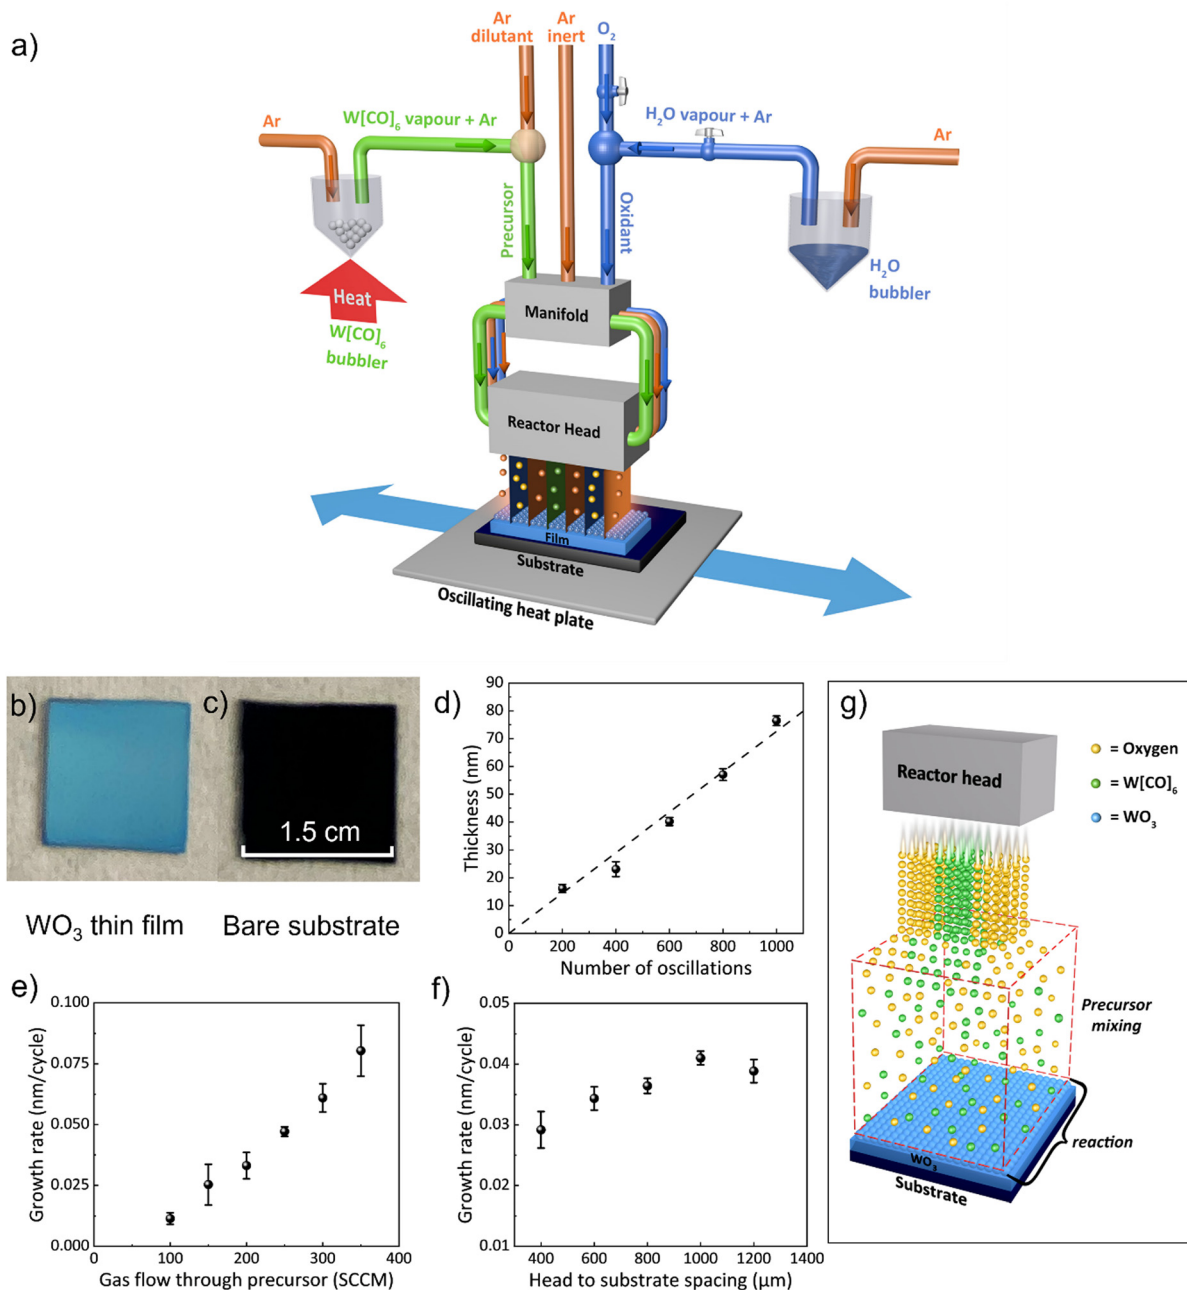 a)
Ar
dilutant
Ar
inert
O₂
Ar
W[CO]₆ vapour + Ar
H₂O vapour + Ar
Ar
Precursor
Oxidant
Heat
W[CO]₆
bubbler
H₂O
bubbler
Manifold
Reactor Head
Film
Substrate
Oscillating heat plate
b)
c)
1.5 cm
WO₃ thin film
Bare substrate
d)
Thickness (nm)
90
80
70
60
50
40
30
20
10
0
0
200
400
600
800
1000
Number of oscillations
e)
Growth rate (nm/cycle)
0.100
0.075
0.050
0.025
0.000
0
100
200
300
400
Gas flow through precursor (SCCM)
f)
Growth rate (nm/cycle)
0.05
0.04
0.03
0.02
0.01
400
600
800
1000
1200
1400
Head to substrate spacing (µm)
g)
Reactor head
= Oxygen
= W[CO]₆
= WO₃
Precursor
mixing
reaction
WO₃
Substrate